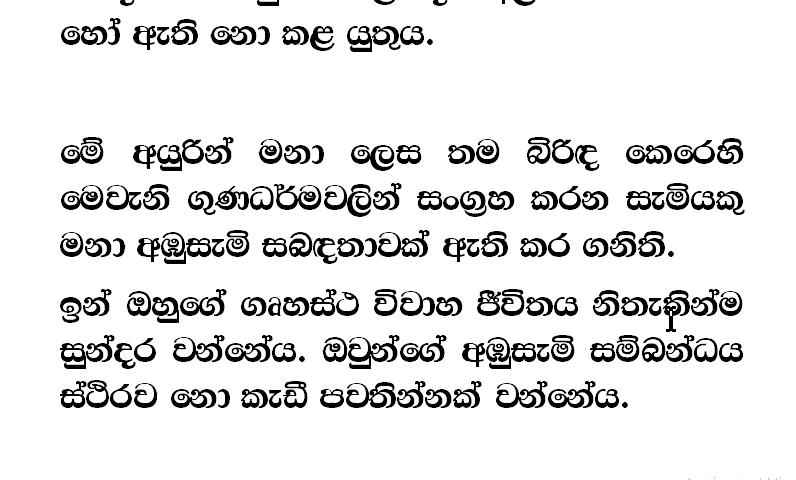 හෝ ඇති නො කළ යුතුය.
මේ අයුරින් මනා ලෙස තම බිරිඳ කෙරෙහි
මෙවැනි ගුණධර්මවලින් සංග්‍රහ කරන සැමියකු
මනා අඹුසැමි සබඳතාවක් ඇති කර ගනිති.
ඉන් ඔහුගේ ගෘහස්ථ විවාහ ජීවිතය නිතැතින්ම
සුන්දර වන්නේය. ඔවුන්ගේ අඹුසැමි සම්බන්ධය
ස්ථිරව නො කැඩී පවතින්නක් වන්නේය.